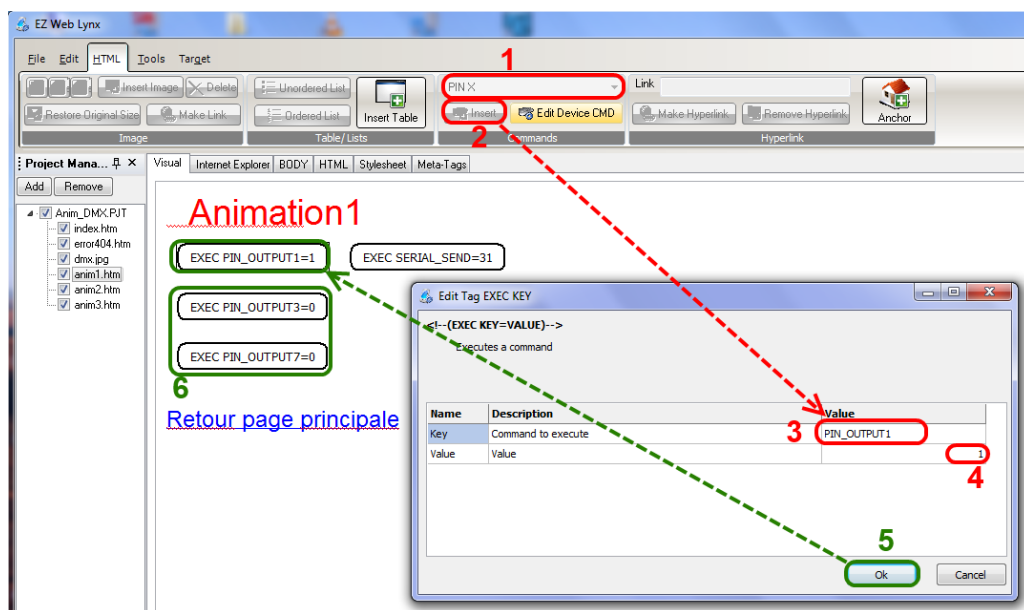 EZ Web Lynx
File Edit HTML Tools Target
1
PIN X
Link
Insert Image Delete
Unordered List
Insert Table
Restore Original Size Make Link
Ordered List
Insert Edit Device CMD
Make Hyperlink Remove Hyperlink
Anchor
2
Image Table/Lists Commands Hyperlink
Project Mana...
Visual Internet Explorer BODY HTML Stylesheet Meta-Tags
Add Remove
Anim_DMX.PJT
index.htm
error404.htm
dmx.jpg
anim1.htm
anim2.htm
anim3.htm
Animation1
EXEC PIN_OUTPUT1=1 EXEC SERIAL_SEND=31
EXEC PIN_OUTPUT3=0
EXEC PIN_OUTPUT7=0
6
Retour page principale
Edit Tag EXEC KEY
<!--(EXEC KEY=VALUE)-->
Executes a command
Name Description Value
Key Command to execute PIN_OUTPUT1
3
Value Value 1
4
5
Ok Cancel